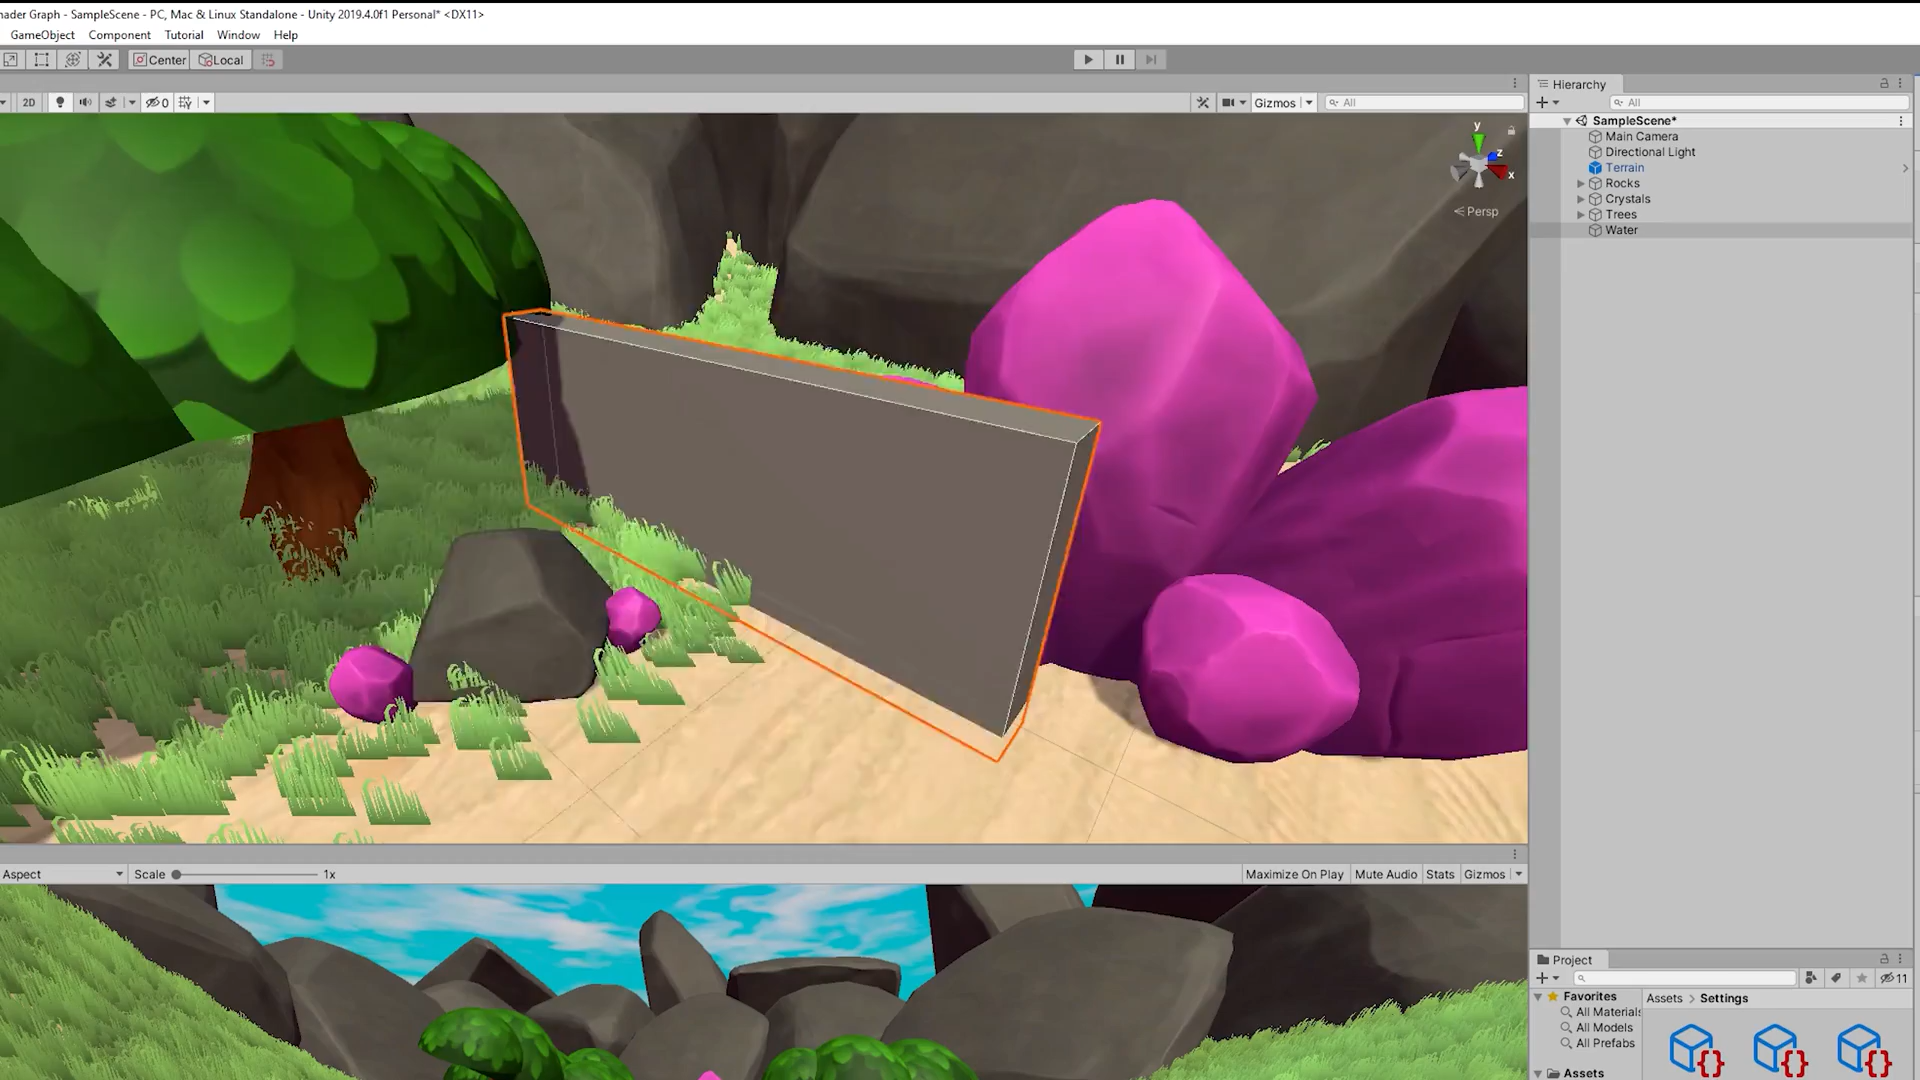 hader Graph - SampleScene - PC, Mac & Linux Standalone - Unity 2019.4.0f1 Personal* <DX11>
GameObject Component Tutorial Window Help
Center Local
2D 0 Gizmos All
Hierarchy
All
SampleScene*
Main Camera
Directional Light
Terrain
Rocks
Crystals
Trees
Water
y
z
x
Persp
Aspect Scale 1x Maximize On Play Mute Audio Stats Gizmos
Project
11
Favorites
All Materials
All Models
All Prefabs
Assets
Assets > Settings